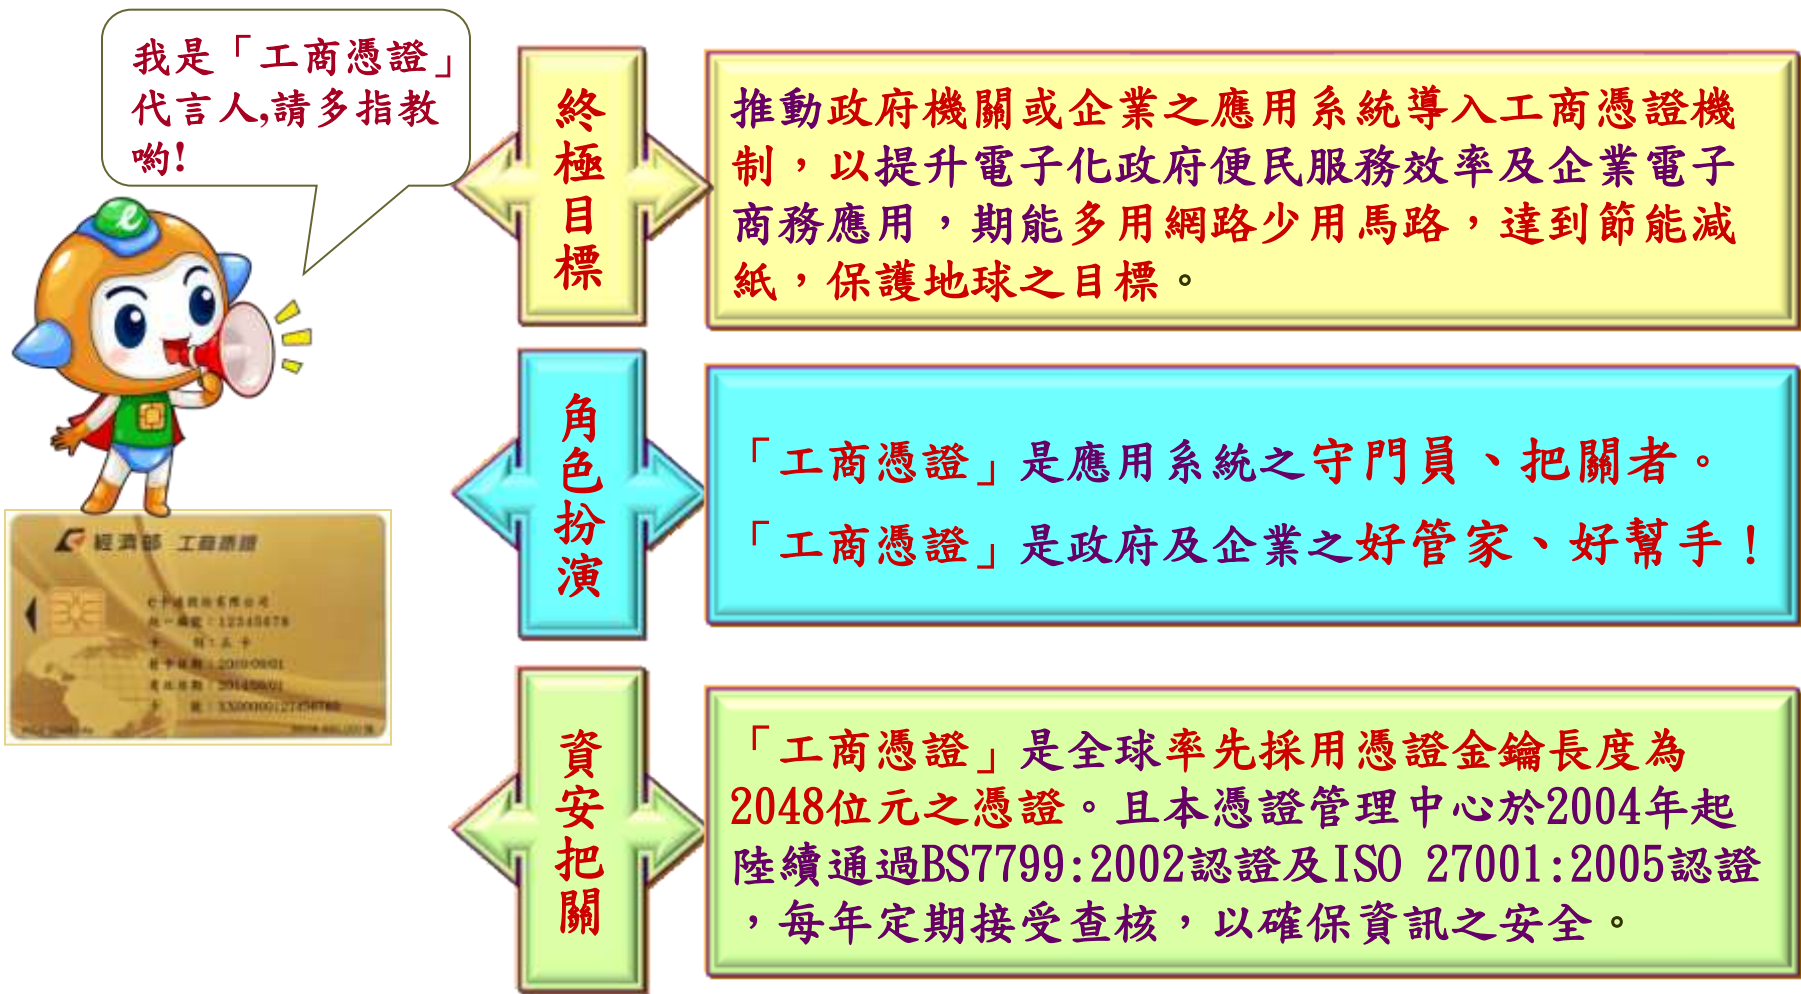 我是「工商憑證」
代言人,請多指教
喲!
終極目標
推動政府機關或企業之應用系統導入工商憑證機
制，以提升電子化政府便民服務效率及企業電子
商務應用，期能多用網路少用馬路，達到節能減
紙，保護地球之目標。
角色扮演
「工商憑證」是應用系統之守門員、把關者。
「工商憑證」是政府及企業之好管家、好幫手！
經濟部 工商憑證
統一編號：12345678
資安把關
「工商憑證」是全球率先採用憑證金鑰長度為
2048位元之憑證。且本憑證管理中心於2004年起
陸續通過BS7799:2002認證及ISO 27001:2005認證
，每年定期接受查核，以確保資訊之安全。